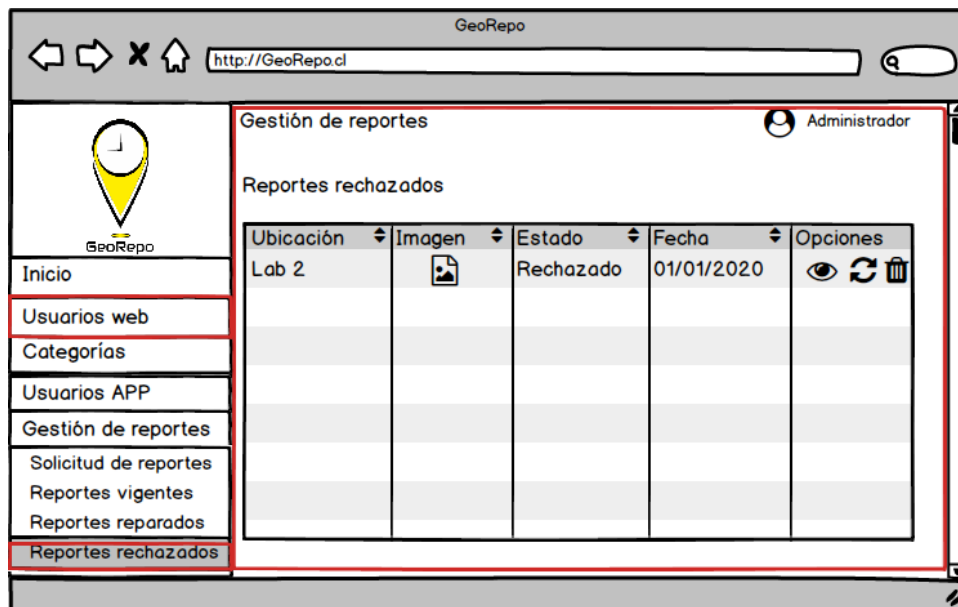 GeoRepo
http://GeoRepo.cl
GeoRepo
Inicio
Usuarios web
Categorías
Usuarios APP
Gestión de reportes
Solicitud de reportes
Reportes vigentes
Reportes reparados
Reportes rechazados
Gestión de reportes
Administrador
Reportes rechazados
Ubicación Imagen Estado Fecha Opciones
Lab 2 Rechazado 01/01/2020